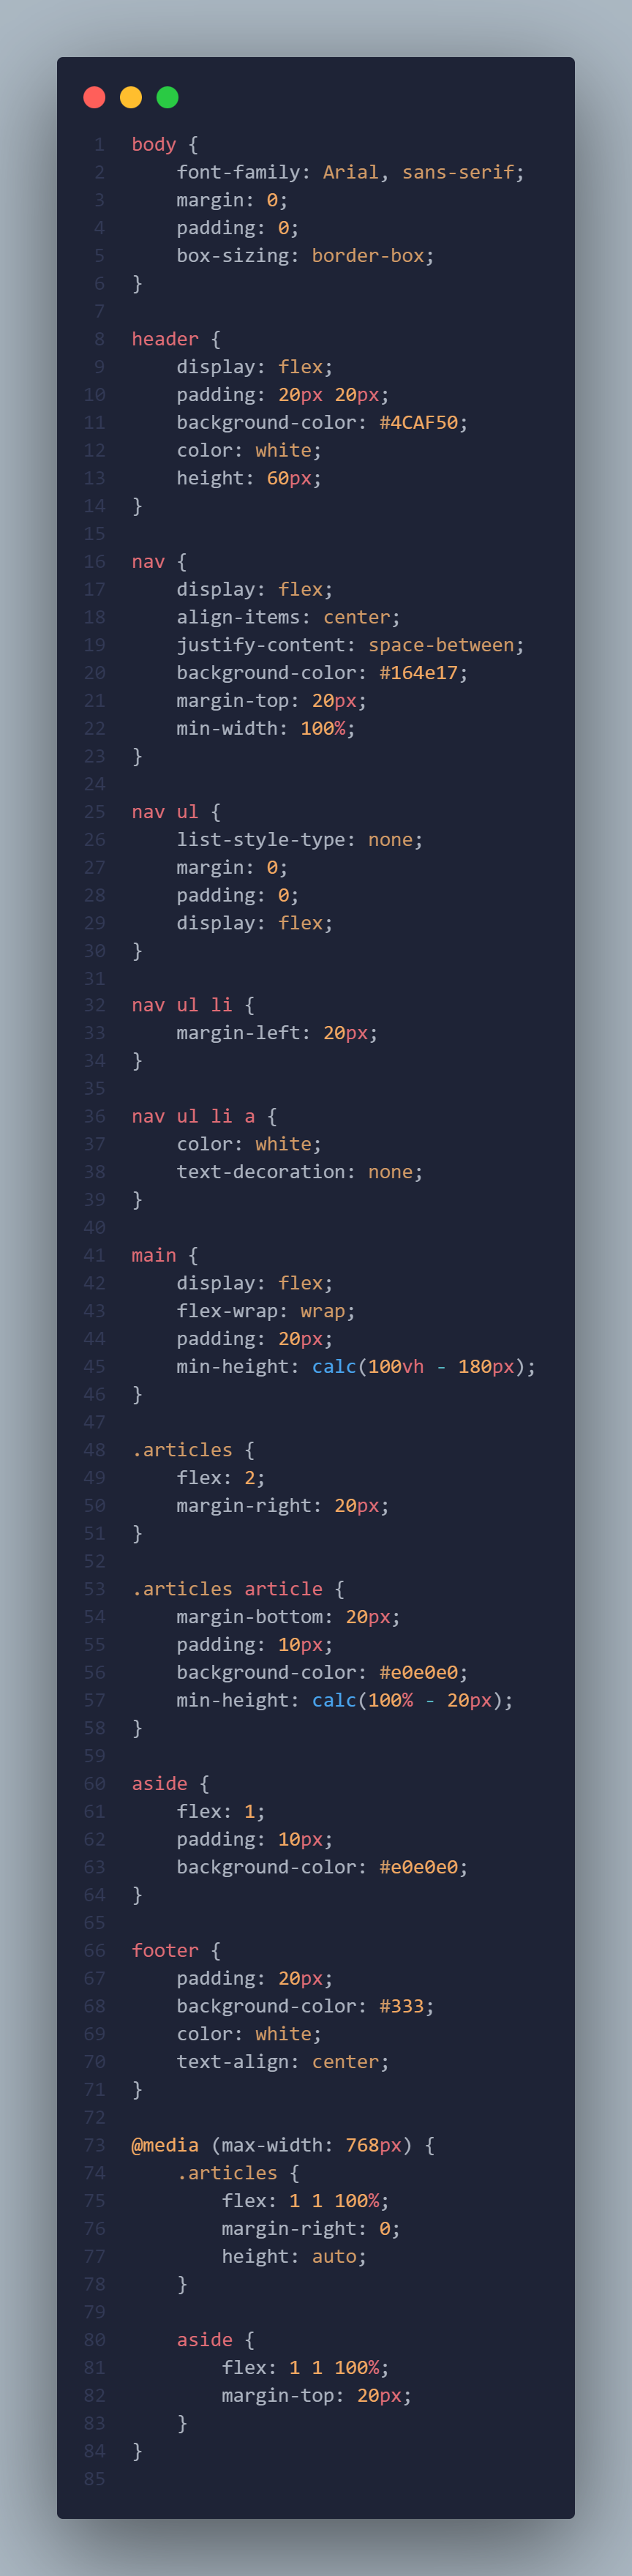 1 body {
2     font-family: Arial, sans-serif;
3     margin: 0;
4     padding: 0;
5     box-sizing: border-box;
6 }
7
8 header {
9     display: flex;
10     padding: 20px 20px;
11     background-color: #4CAF50;
12     color: white;
13     height: 60px;
14 }
15
16 nav {
17     display: flex;
18     align-items: center;
19     justify-content: space-between;
20     background-color: #164e17;
21     margin-top: 20px;
22     min-width: 100%;
23 }
24
25 nav ul {
26     list-style-type: none;
27     margin: 0;
28     padding: 0;
29     display: flex;
30 }
31
32 nav ul li {
33     margin-left: 20px;
34 }
35
36 nav ul li a {
37     color: white;
38     text-decoration: none;
39 }
40
41 main {
42     display: flex;
43     flex-wrap: wrap;
44     padding: 20px;
45     min-height: calc(100vh - 180px);
46 }
47
48 .articles {
49     flex: 2;
50     margin-right: 20px;
51 }
52
53 .articles article {
54     margin-bottom: 20px;
55     padding: 10px;
56     background-color: #e0e0e0;
57     min-height: calc(100% - 20px);
58 }
59
60 aside {
61     flex: 1;
62     padding: 10px;
63     background-color: #e0e0e0;
64 }
65
66 footer {
67     padding: 20px;
68     background-color: #333;
69     color: white;
70     text-align: center;
71 }
72
73 @media (max-width: 768px) {
74     .articles {
75         flex: 1 1 100%;
76         margin-right: 0;
77         height: auto;
78     }
79
80     aside {
81         flex: 1 1 100%;
82         margin-top: 20px;
83     }
84 }
85